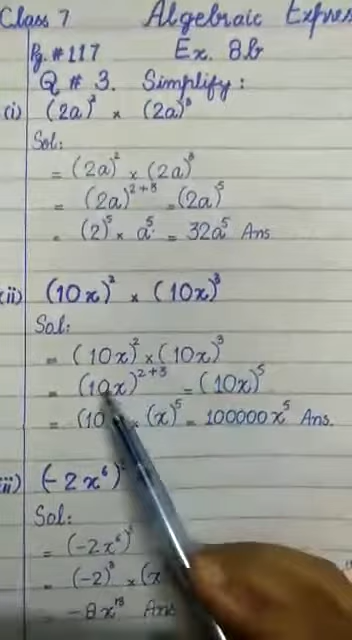 Class 7 Algebraic Expres
Pg. # 117 Ex. 8b
Q # 3. Simplify:
(i) (2a)² × (2a)³
Sol:
= (2a)² × (2a)³
= (2a)²⁺³ = (2a)⁵
= (2)⁵ × a⁵ = 32a⁵ Ans
(ii) (10x)² × (10x)³
Sol:
= (10x)² × (10x)³
= (10x)²⁺³ = (10x)⁵
= (10 × (x)⁵ = 100000x⁵ Ans.
iii) (-2x⁶)
Sol:
= (-2x⁶)³
= (-2)³ × (x
= -8x¹⁸ Ans